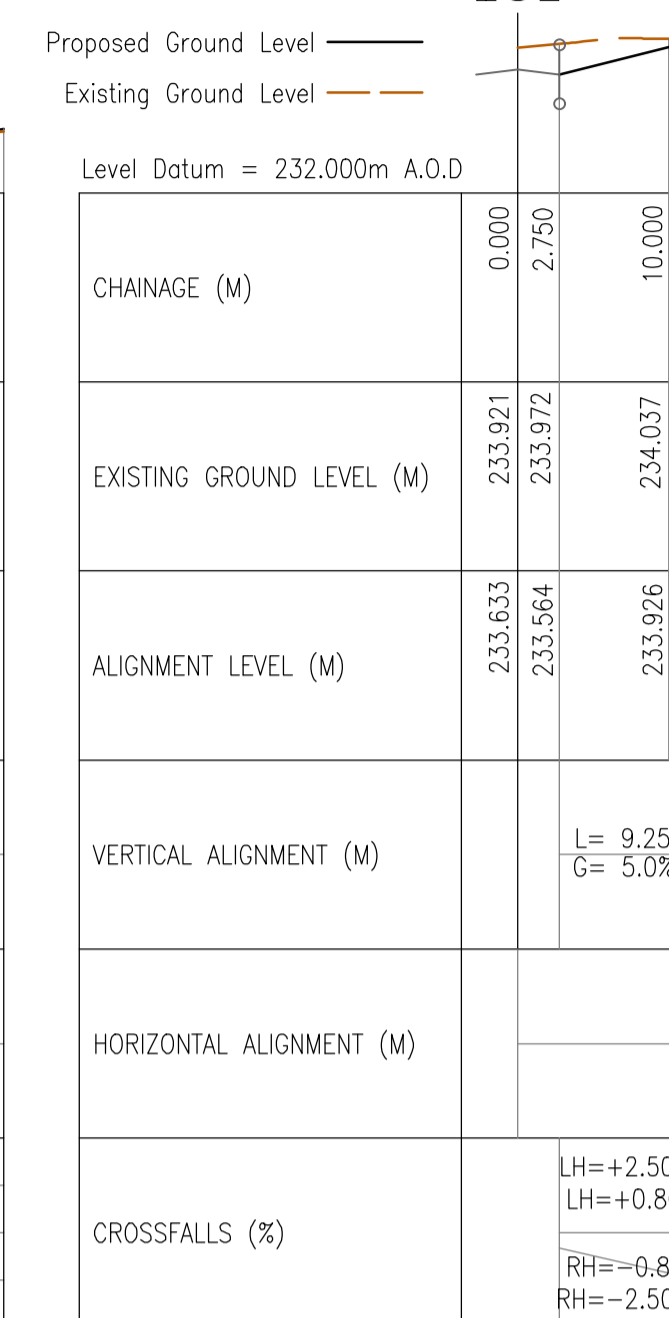 Proposed Ground Level
Existing Ground Level
Level Datum = 232.000m A.O.D
CHAINAGE (M)
0.000
2.750
10.000
EXISTING GROUND LEVEL (M)
233.921
233.972
234.037
ALIGNMENT LEVEL (M)
233.633
233.564
233.926
VERTICAL ALIGNMENT (M)
L= 9.25
G= 5.0%
HORIZONTAL ALIGNMENT (M)
CROSSFALLS (%)
LH=+2.50
LH=+0.8
RH=-0.8
RH=-2.50